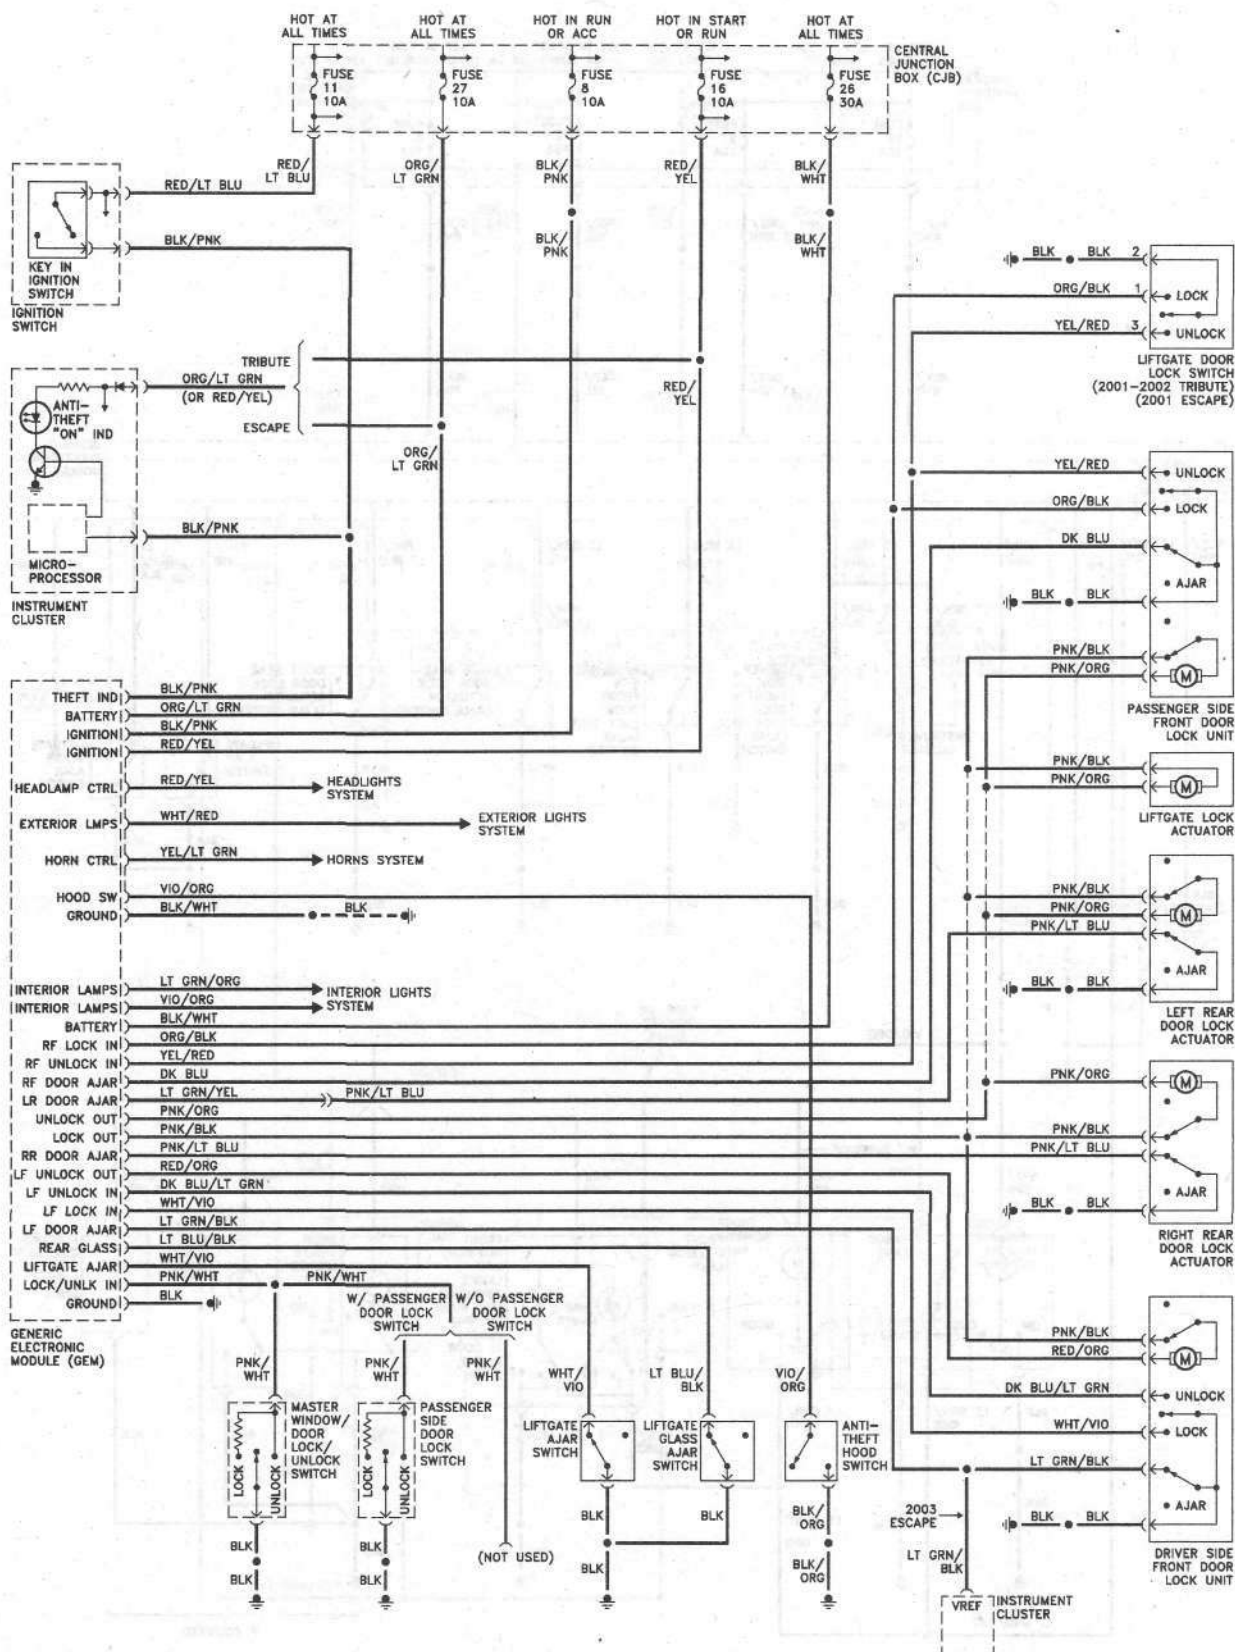 HOT AT
ALL TIMES
HOT AT
ALL TIMES
HOT IN RUN
OR ACC
HOT IN START
OR RUN
HOT AT
ALL TIMES
CENTRAL
JUNCTION
BOX (CJB)
FUSE
11
10A
FUSE
27
10A
FUSE
8
10A
FUSE
16
10A
FUSE
26
30A
RED/
LT BLU
ORG/
LT GRN
BLK/
PNK
RED/
YEL
BLK/
WHT
RED/LT BLU
BLK/PNK
KEY IN
IGNITION
SWITCH
IGNITION
SWITCH
BLK/
PNK
BLK/
WHT
BLK BLK 2
ORG/BLK 1
LOCK
YEL/RED 3
UNLOCK
LIFTGATE DOOR
LOCK SWITCH
(2001-2002 TRIBUTE)
(2001 ESCAPE)
TRIBUTE
ORG/LT GRN
(OR RED/YEL)
ESCAPE
RED/
YEL
ANTI-
THEFT
"ON" IND
ORG/
LT GRN
BLK/PNK
MICRO-
PROCESSOR
INSTRUMENT
CLUSTER
YEL/RED
UNLOCK
ORG/BLK
LOCK
DK BLU
AJAR
BLK BLK
PNK/BLK
PNK/ORG
M
PASSENGER SIDE
FRONT DOOR
LOCK UNIT
THEFT IND BLK/PNK
BATTERY ORG/LT GRN
IGNITION BLK/PNK
IGNITION RED/YEL
HEADLAMP CTRL RED/YEL
HEADLIGHTS
SYSTEM
EXTERIOR LMPS WHT/RED
EXTERIOR LIGHTS
SYSTEM
HORN CTRL YEL/LT GRN
HORNS SYSTEM
HOOD SW VIO/ORG
GROUND BLK/WHT BLK
PNK/BLK
PNK/ORG
M
LIFTGATE LOCK
ACTUATOR
PNK/BLK
PNK/ORG
M
PNK/LT BLU
AJAR
BLK BLK
LEFT REAR
DOOR LOCK
ACTUATOR
INTERIOR LAMPS LT GRN/ORG
INTERIOR LIGHTS
SYSTEM
INTERIOR LAMPS VIO/ORG
BATTERY BLK/WHT
RF LOCK IN ORG/BLK
RF UNLOCK IN YEL/RED
RF DOOR AJAR DK BLU
LR DOOR AJAR LT GRN/YEL PNK/LT BLU
UNLOCK OUT PNK/ORG
LOCK OUT PNK/BLK
RR DOOR AJAR PNK/LT BLU
LF UNLOCK OUT RED/ORG
LF UNLOCK IN DK BLU/LT GRN
LF LOCK IN WHT/VIO
LF DOOR AJAR LT GRN/BLK
REAR GLASS LT BLU/BLK
LIFTGATE AJAR WHT/VIO
LOCK/UNLK IN PNK/WHT PNK/WHT
GROUND BLK
GENERIC
ELECTRONIC
MODULE (GEM)
PNK/ORG
M
PNK/BLK
PNK/LT BLU
AJAR
BLK BLK
RIGHT REAR
DOOR LOCK
ACTUATOR
W/ PASSENGER
DOOR LOCK
SWITCH
W/O PASSENGER
DOOR LOCK
SWITCH
PNK/
WHT
PNK/
WHT
PNK/
WHT
WHT/
VIO
LT BLU/
BLK
VIO/
ORG
LOCK
UNLOCK
MASTER
WINDOW/
DOOR
LOCK/
UNLOCK
SWITCH
LOCK
UNLOCK
PASSENGER
SIDE
DOOR
LOCK
SWITCH
LIFTGATE
AJAR
SWITCH
LIFTGATE
GLASS
AJAR
SWITCH
ANTI-
THEFT
HOOD
SWITCH
BLK
BLK
BLK
BLK
(NOT USED)
BLK
BLK
BLK
BLK/
ORG
BLK/
ORG
PNK/BLK
RED/ORG
M
DK BLU/LT GRN
UNLOCK
WHT/VIO
LOCK
LT GRN/BLK
AJAR
BLK BLK
DRIVER SIDE
FRONT DOOR
LOCK UNIT
2003
ESCAPE
LT GRN/
BLK
VREF
INSTRUMENT
CLUSTER